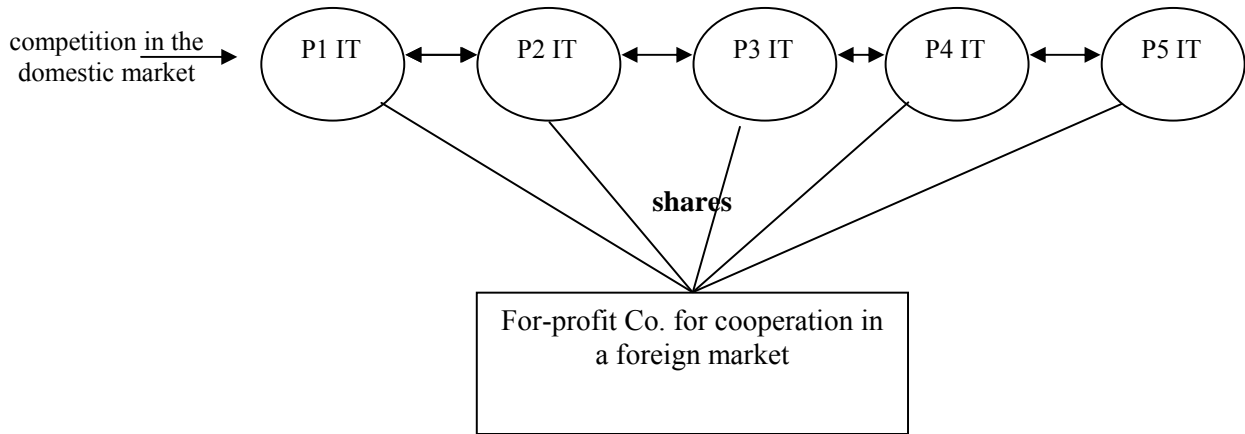 competition in the
domestic market
P1 IT
P2 IT
P3 IT
P4 IT
P5 IT
shares
For-profit Co. for cooperation in
a foreign market